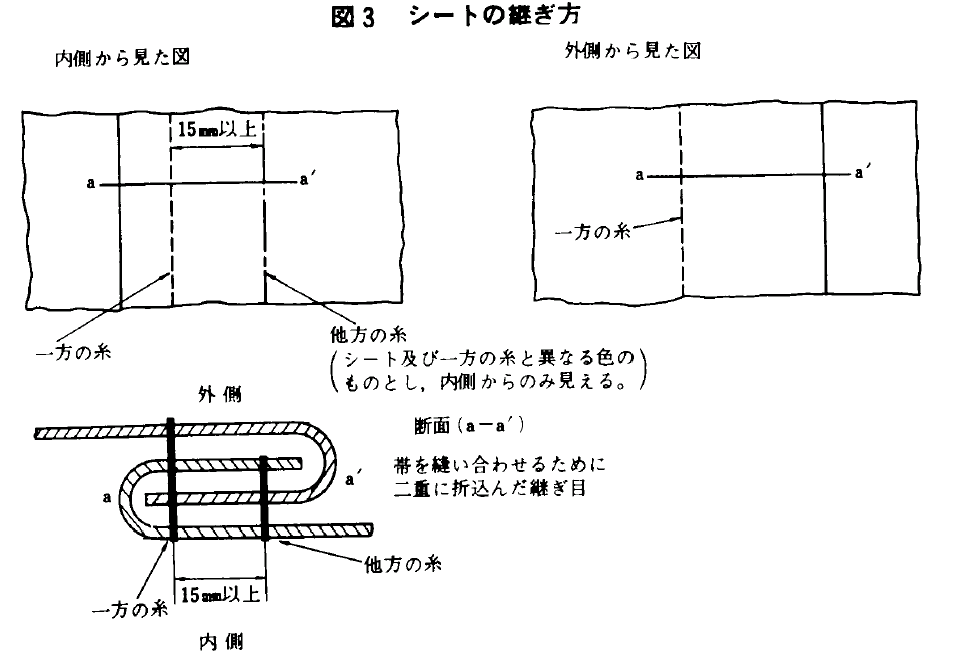 図3 シートの継ぎ方
内側から見た図
外側から見た図
15mm以上
a
a′
a
a′
一方の糸
一方の糸
他方の糸
(シート及び一方の糸と異なる色の
ものとし，内側からのみ見える。)
外側
断面(a－a′)
帯を縫い合わせるために
二重に折込んだ継ぎ目
a
a′
他方の糸
15mm以上
一方の糸
内側